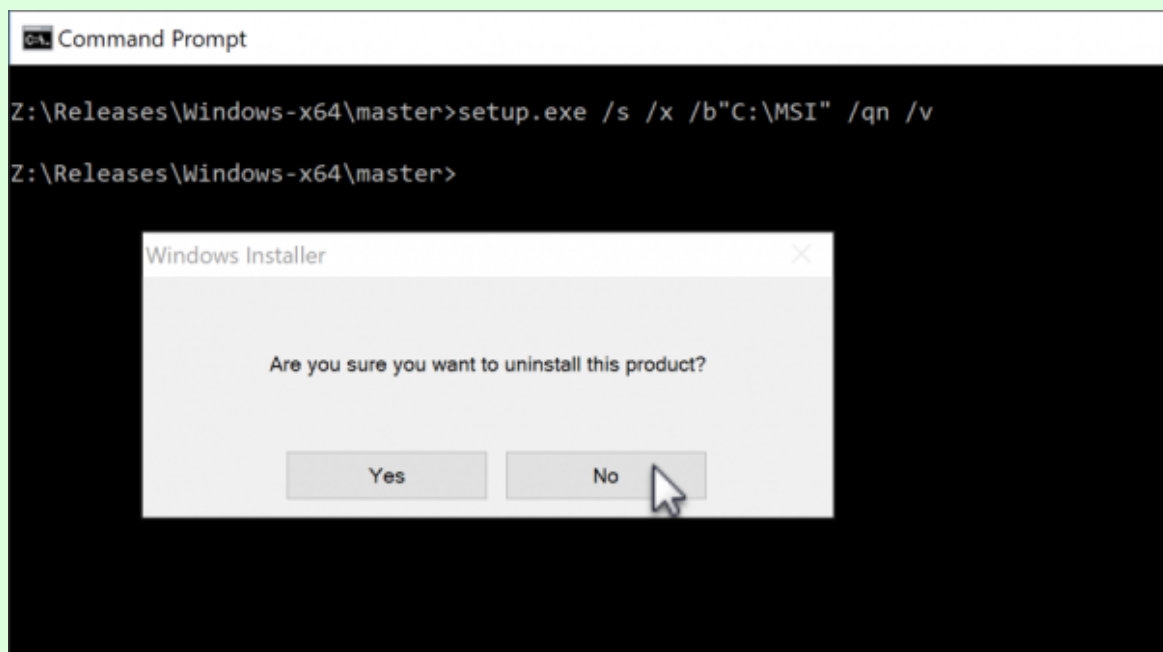 Command Prompt
Z:\Releases\Windows-x64\master>setup.exe /s /x /b"C:\MSI" /qn /v
Z:\Releases\Windows-x64\master>
Windows Installer
Are you sure you want to uninstall this product?
Yes No